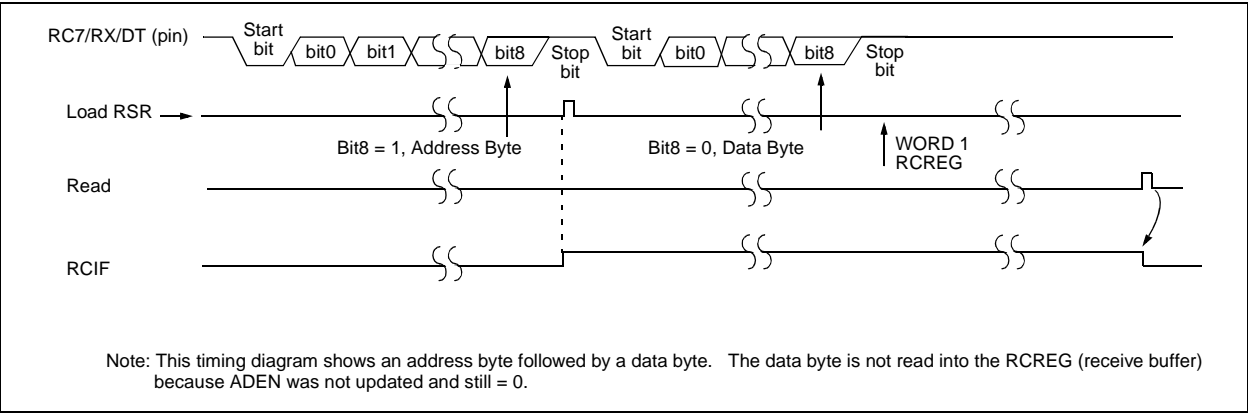 RC7/RX/DT (pin)
Start bit
bit0
bit1
bit8
Stop bit
Start bit
bit0
bit8
Stop bit
Load RSR
Bit8 = 1, Address Byte
Bit8 = 0, Data Byte
WORD 1
RCREG
Read
RCIF
Note: This timing diagram shows an address byte followed by a data byte. The data byte is not read into the RCREG (receive buffer)
because ADEN was not updated and still = 0.